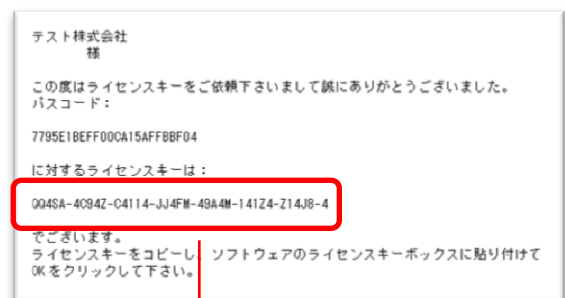 テスト株式会社
様
この度はライセンスキーをご依頼下さいまして誠にありがとうございました。
パスコード：
7795E1BEFF00CA15AFFBBF04
に対するライセンスキーは：
QQ4SA-4C94Z-C4114-JJ4FM-49A4M-141Z4-Z14J8-4
でございます。
ライセンスキーをコピーし、ソフトウェアのライセンスキーボックスに貼り付けて
OKをクリックして下さい。